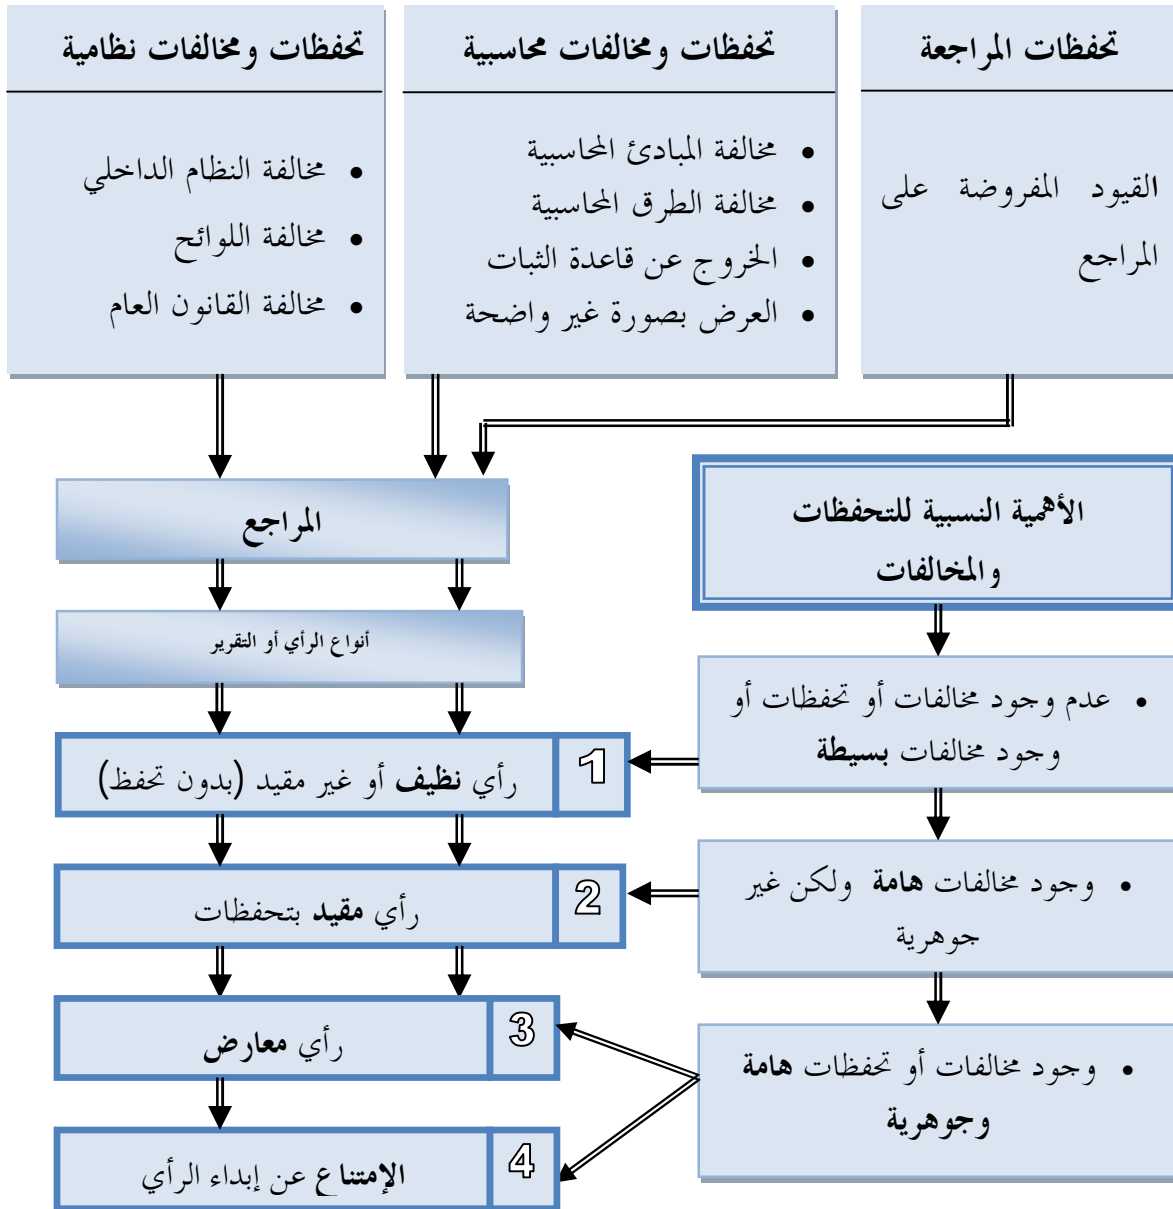 تحفظات المراجعة
القيود المفروضة على
المراجع
تحفظات ومخالفات محاسبية
• مخالفة المبادئ المحاسبية
• مخالفة الطرق المحاسبية
• الخروج عن قاعدة الثبات
• العرض بصورة غير واضحة
تحفظات ومخالفات نظامية
• مخالفة النظام الداخلي
• مخالفة اللوائح
• مخالفة القانون العام
المراجع
أنواع الرأي أو التقرير
الأهمية النسبية للتحفظات
والمخالفات
• عدم وجود مخالفات أو تحفظات أو
وجود مخالفات بسيطة
1
رأي نظيف أو غير مقيد (بدون تحفظ)
• وجود مخالفات هامة ولكن غير
جوهرية
2
رأي مقيد بتحفظات
• وجود مخالفات أو تحفظات هامة
وجوهرية
3
رأي معارض
4
الإمتناع عن إبداء الرأي